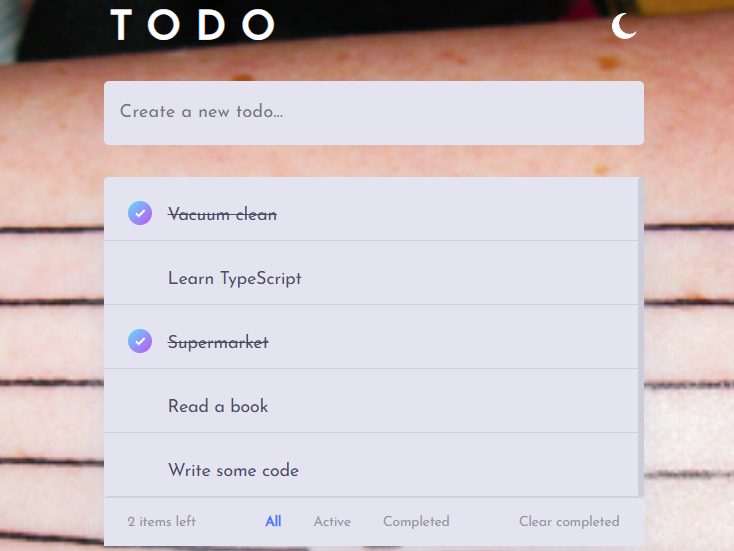 TODO
Create a new todo...
Vacuum clean
Learn TypeScript
Supermarket
Read a book
Write some code
2 items left All Active Completed Clear completed